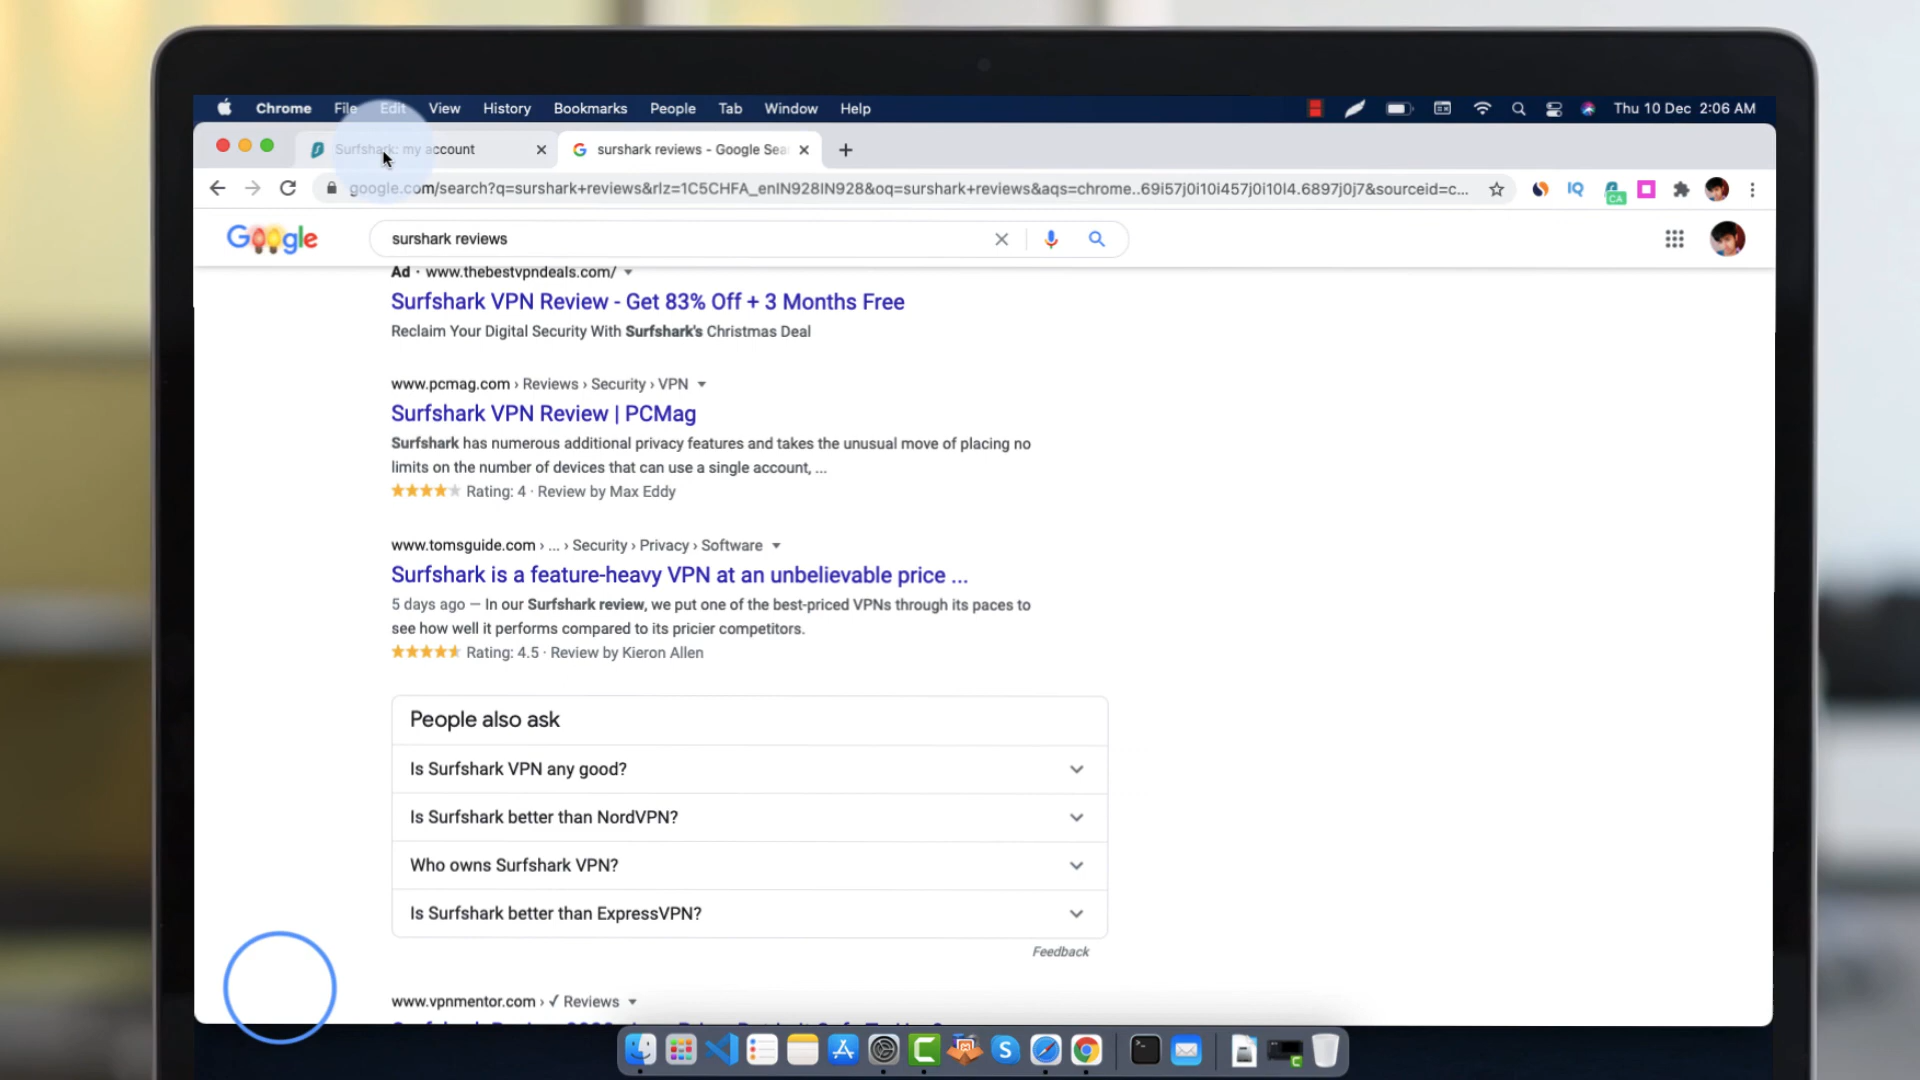 Chrome File Edit View History Bookmarks People Tab Window Help Thu 10 Dec 2:06 AM
Surfshark: my account
surshark reviews - Google Sea
google.com/search?q=surshark+reviews&rlz=1C5CHFA_enIN928IN928&oq=surshark+reviews&aqs=chrome..69i57j0i10i457j0i10l4.6897j0j7&sourceid=c...
IQ
CA
Google
surshark reviews
Ad · www.thebestvpndeals.com/
Surfshark VPN Review - Get 83% Off + 3 Months Free
Reclaim Your Digital Security With Surfshark's Christmas Deal
www.pcmag.com › Reviews › Security › VPN
Surfshark VPN Review | PCMag
Surfshark has numerous additional privacy features and takes the unusual move of placing no
limits on the number of devices that can use a single account, ...
Rating: 4 · Review by Max Eddy
www.tomsguide.com › ... › Security › Privacy › Software
Surfshark is a feature-heavy VPN at an unbelievable price ...
5 days ago — In our Surfshark review, we put one of the best-priced VPNs through its paces to
see how well it performs compared to its pricier competitors.
Rating: 4.5 · Review by Kieron Allen
People also ask
Is Surfshark VPN any good?
Is Surfshark better than NordVPN?
Who owns Surfshark VPN?
Is Surfshark better than ExpressVPN?
Feedback
www.vpnmentor.com › ✓ Reviews